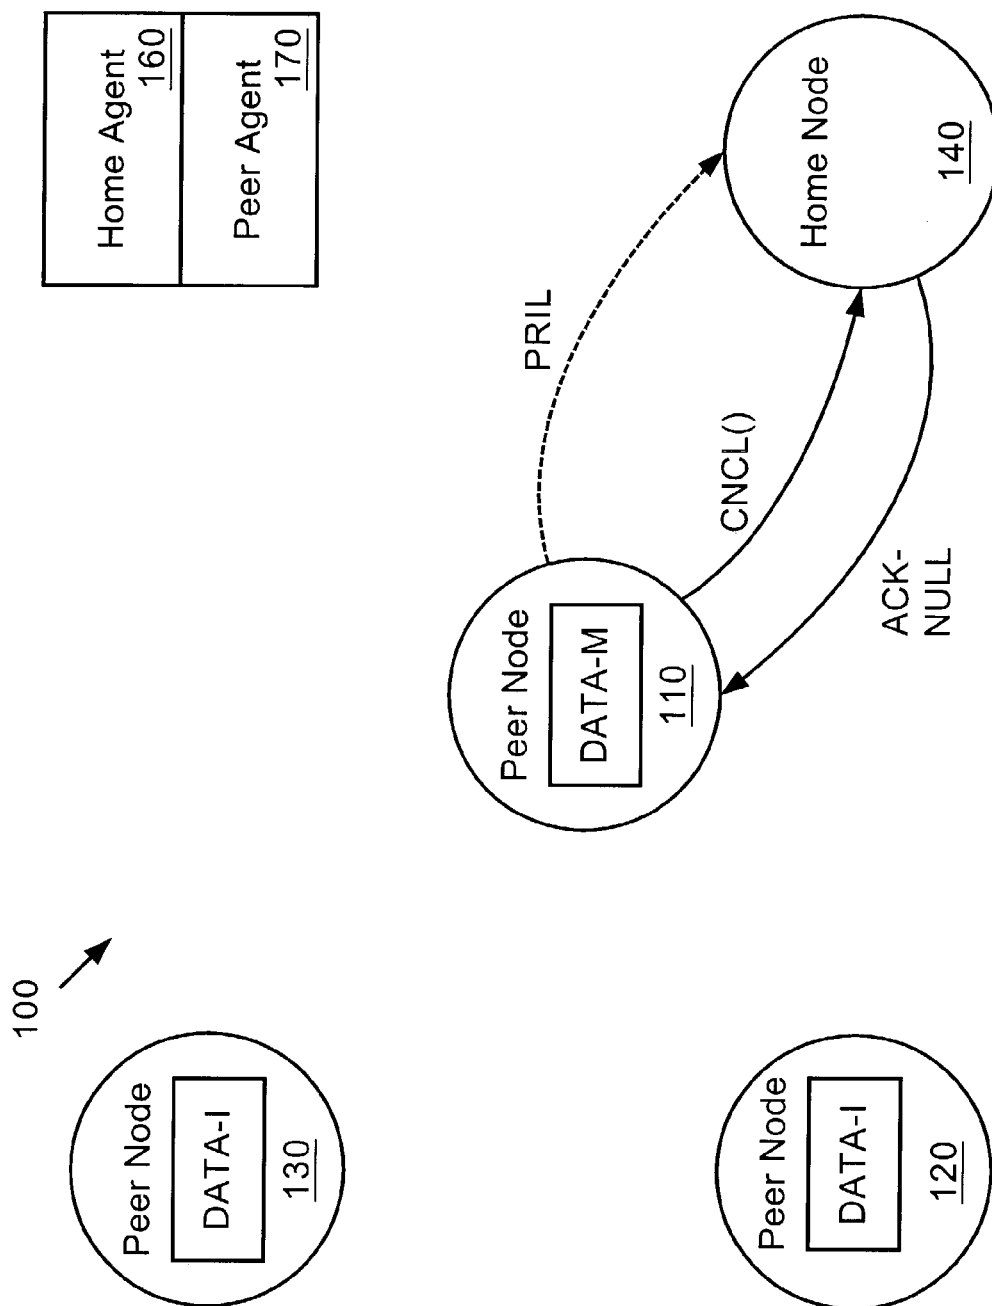 100
Peer Node
DATA-I
130
Peer Node
DATA-I
120
Peer Node
DATA-M
110
PRIL
CNCL()
ACK-
NULL
Home Node
140
Home Agent
160
Peer Agent
170